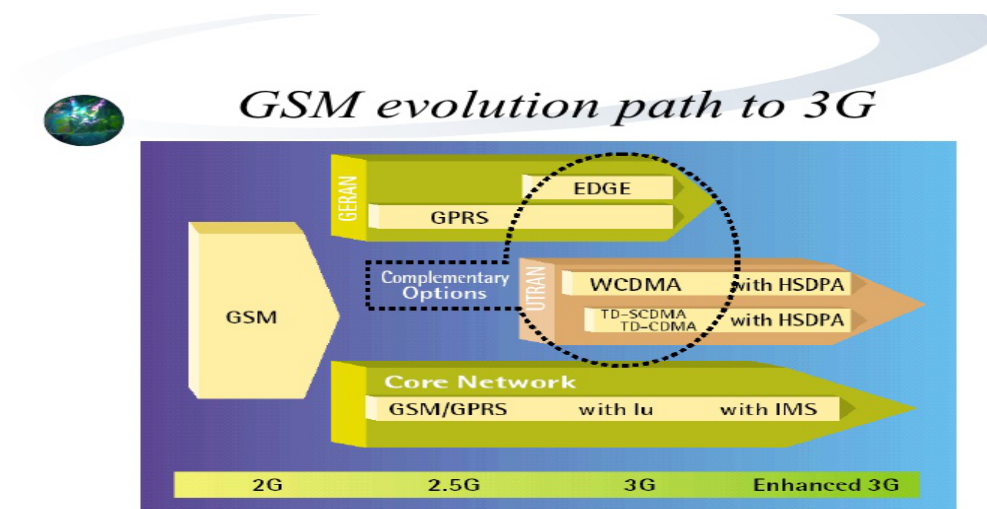 GSM evolution path to 3G
GERAN
EDGE
GPRS
Complementary
Options
UTRAN
WCDMA with HSDPA
TD-SCDMA
TD-CDMA with HSDPA
GSM
Core Network
GSM/GPRS with Iu with IMS
2G 2.5G 3G Enhanced 3G